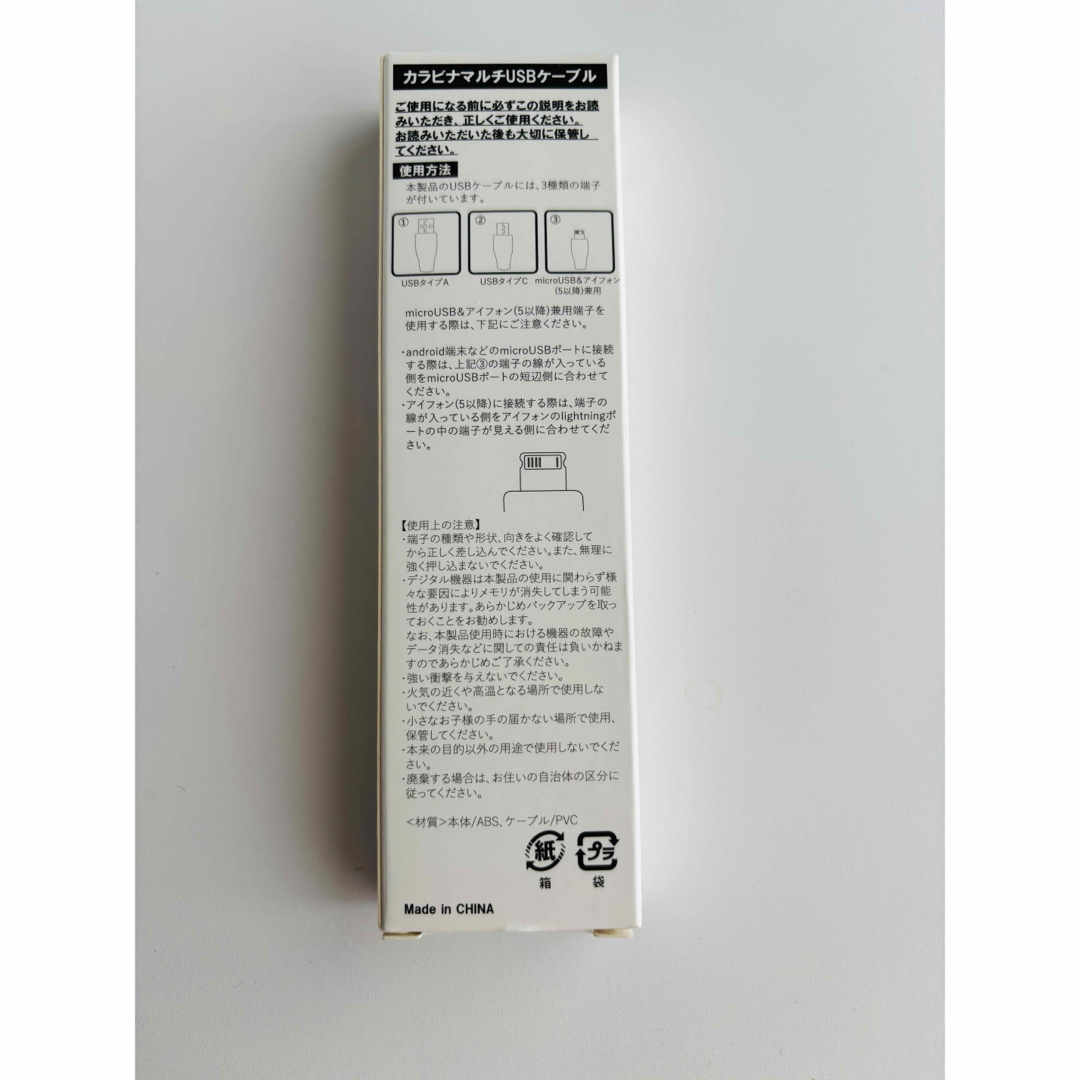 カラビナマルチUSBケーブル
ご使用になる前に必ずこの説明をお読
みいただき、正しくご使用ください。
お読みいただいた後も大切に保管し
てください。
使用方法
本製品のUSBケーブルには、3種類の端子
が付いています。
① ② ③
USBタイプA USBタイプC microUSB&アイフォン
(5以降)兼用
microUSB&アイフォン(5以降)兼用端子を
使用する際は、下記にご注意ください。
・android端末などのmicroUSBポートに接続
する際は、上記③の端子の線が入っている
側をmicroUSBポートの短辺側に合わせて
ください。
・アイフォン(5以降)に接続する際は、端子の
線が入っている側をアイフォンのlightningポ
ートの中の端子が見える側に合わせてくだ
さい。
【使用上の注意】
・端子の種類や形状、向きをよく確認して
から正しく差し込んでください。また、無理に
強く押し込まないでください。
・デジタル機器は本製品の使用に関わらず様
々な要因によりメモリが消失してしまう可能
性があります。あらかじめバックアップを取っ
ておくことをお勧めします。
なお、本製品使用時における機器の故障や
データ消失などに関しての責任は負いかねま
すのであらかじめご了承ください。
・強い衝撃を与えないでください。
・火気の近くや高温となる場所で使用しな
いでください。
・小さなお子様の手の届かない場所で使用、
保管してください。
・本来の目的以外の用途で使用しないでくだ
さい。
・廃棄する場合は、お住いの自治体の区分に
従ってください。
<材質>本体/ABS、ケーブル/PVC
紙 プラ
箱 袋
Made in CHINA